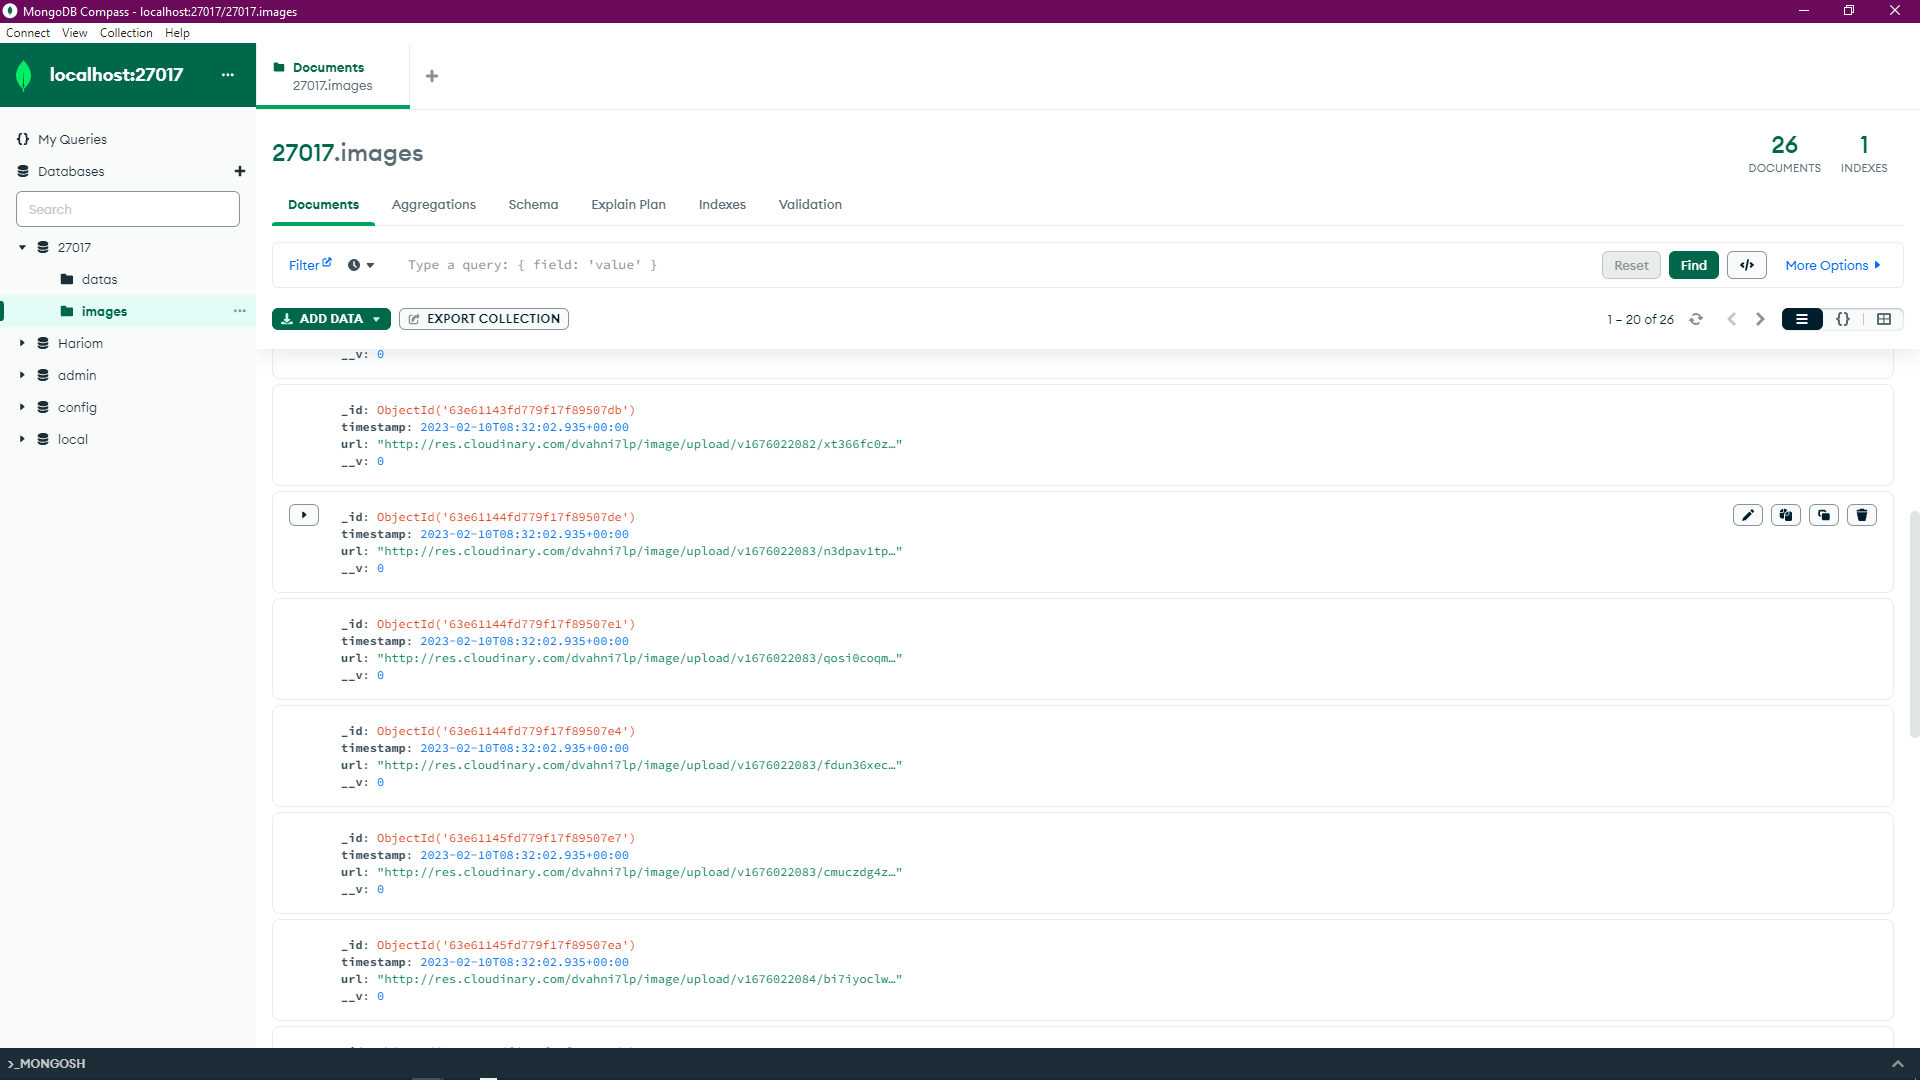 MongoDB Compass - localhost:27017/27017.images
Connect View Collection Help
localhost:27017 ...
Documents
27017.images
My Queries
Databases
Search
27017
datas
images
Hariom
admin
config
local
27017.images
26
DOCUMENTS
1
INDEXES
Documents Aggregations Schema Explain Plan Indexes Validation
Filter Type a query: { field: 'value' } Reset Find </> More Options
ADD DATA EXPORT COLLECTION 1 – 20 of 26 {}
__v: 0
_id: ObjectId('63e61143fd779f17f89507db')
timestamp: 2023-02-10T08:32:02.935+00:00
url: "http://res.cloudinary.com/dvahni7lp/image/upload/v1676022082/xt366fc0z…"
__v: 0
_id: ObjectId('63e61144fd779f17f89507de')
timestamp: 2023-02-10T08:32:02.935+00:00
url: "http://res.cloudinary.com/dvahni7lp/image/upload/v1676022083/n3dpav1tp…"
__v: 0
_id: ObjectId('63e61144fd779f17f89507e1')
timestamp: 2023-02-10T08:32:02.935+00:00
url: "http://res.cloudinary.com/dvahni7lp/image/upload/v1676022083/qosi0coqm…"
__v: 0
_id: ObjectId('63e61144fd779f17f89507e4')
timestamp: 2023-02-10T08:32:02.935+00:00
url: "http://res.cloudinary.com/dvahni7lp/image/upload/v1676022083/fdun36xec…"
__v: 0
_id: ObjectId('63e61145fd779f17f89507e7')
timestamp: 2023-02-10T08:32:02.935+00:00
url: "http://res.cloudinary.com/dvahni7lp/image/upload/v1676022083/cmuczdg4z…"
__v: 0
_id: ObjectId('63e61145fd779f17f89507ea')
timestamp: 2023-02-10T08:32:02.935+00:00
url: "http://res.cloudinary.com/dvahni7lp/image/upload/v1676022084/bi7iyoclw…"
__v: 0
>_MONGOSH